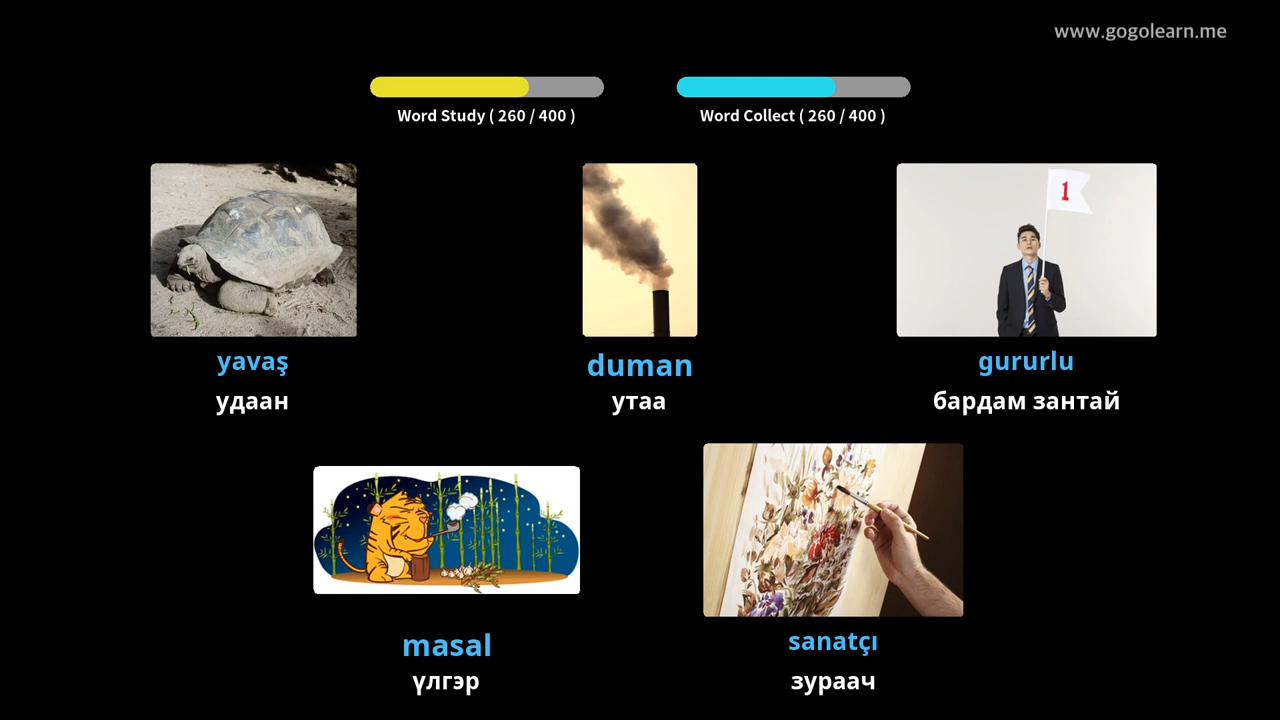 www.gogolearn.me
Word Study ( 260 / 400 )
Word Collect ( 260 / 400 )
1
yavaş
удаан
duman
утаа
gururlu
бардам зантай
masal
үлгэр
sanatçı
зураач